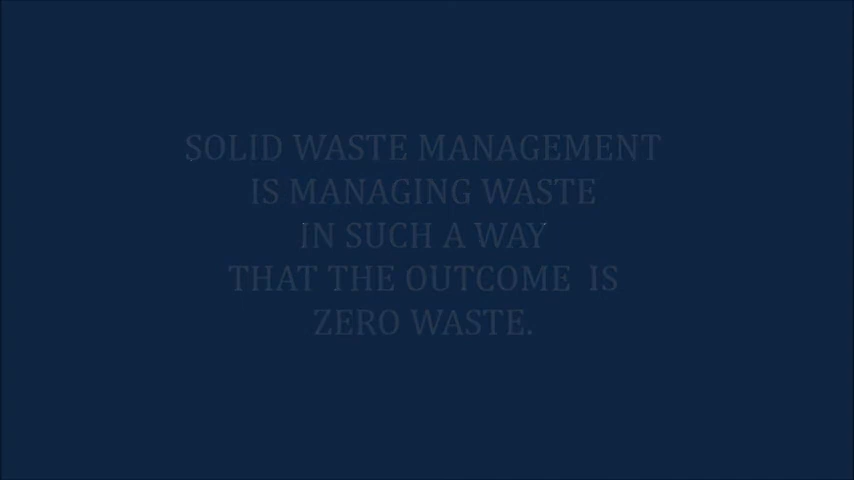 SOLID WASTE MANAGEMENT
IS MANAGING WASTE
IN SUCH A WAY
THAT THE OUTCOME IS
ZERO WASTE.